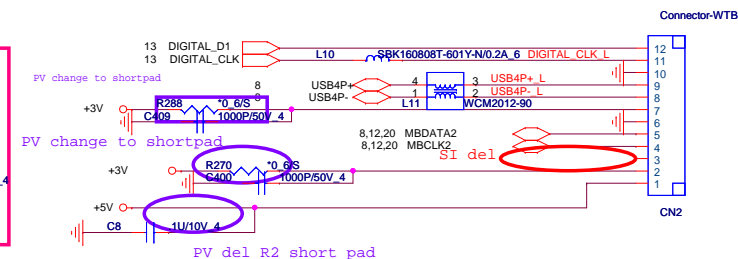 Connector-WTB
13 DIGITAL_D1
13 DIGITAL_CLK
L10
SBK160808T-601Y-N/0.2A_6
DIGITAL_CLK_L
12
11
10
9
8
7
6
5
4
3
2
1
PV change to shortpad
8
8
USB4P+
USB4P-
4 3
1 2
USB4P+_L
USB4P-_L
L11
WCM2012-90
+3V
R288
*0_6/S
C409
1000P/50V_4
PV change to shortpad
8,12,20 MBDATA2
8,12,20 MBCLK2
SI del
+3V
R270
*0_6/S
C400
1000P/50V_4
_4
+5V
C8
1U/10V_4
CN2
PV del R2 short pad